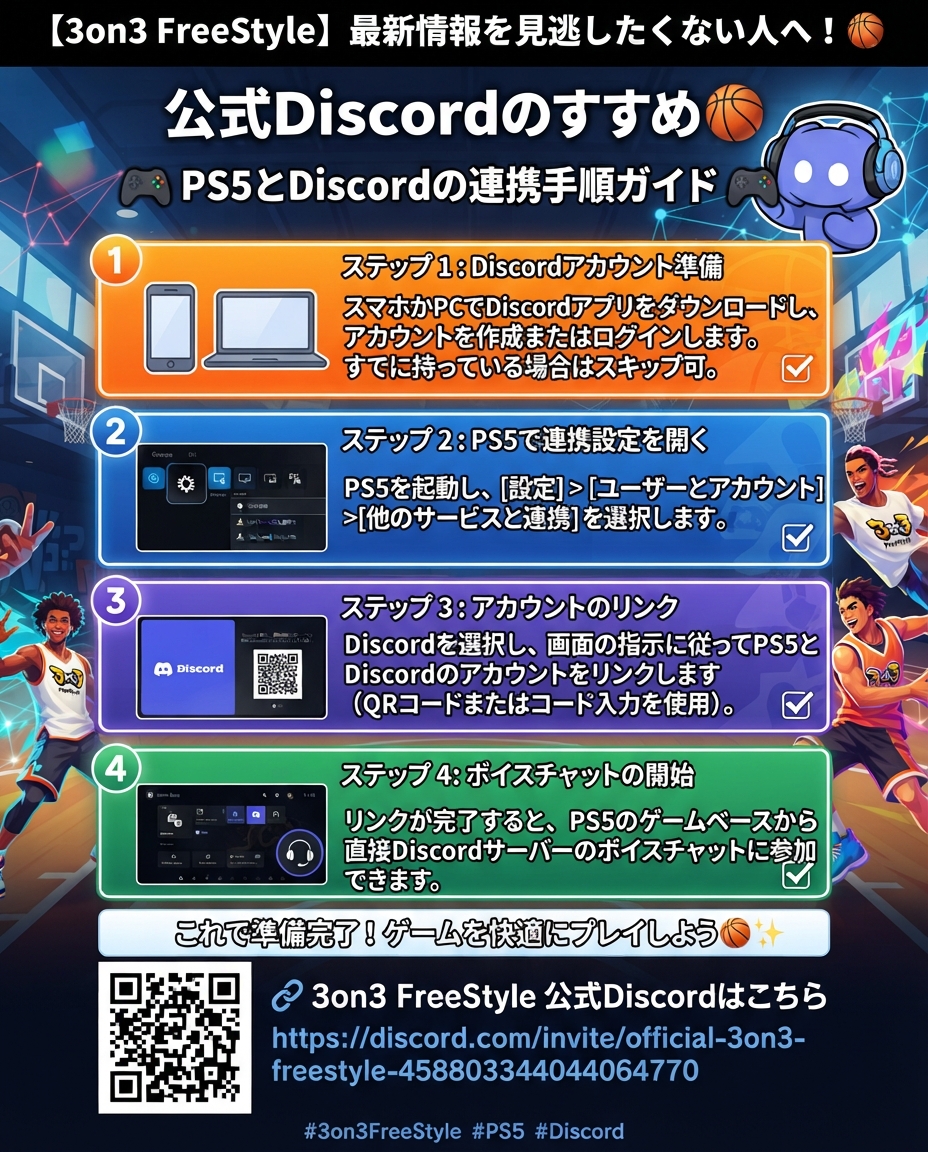 【3on3 FreeStyle】最新情報を見逃したくない人へ！🏀
公式Discordのすすめ🏀
🎮 PS5とDiscordの連携手順ガイド 🎮
1
ステップ 1 : Discordアカウント準備
スマホかPCでDiscordアプリをダウンロードし、
アカウントを作成またはログインします。
すでに持っている場合はスキップ可。
2
ステップ 2 : PS5で連携設定を開く
PS5を起動し、[設定] > [ユーザーとアカウント]
>[他のサービスと連携]を選択します。
3
Discord
ステップ 3 : アカウントのリンク
Discordを選択し、画面の指示に従ってPS5と
Discordのアカウントをリンクします
（QRコードまたはコード入力を使用）。
4
ステップ 4: ボイスチャットの開始
リンクが完了すると、PS5のゲームベースから
直接Discordサーバーのボイスチャットに参加
できます。
3on3
3on3
3on3
これで準備完了！ゲームを快適にプレイしよう🏀✨
🔗 3on3 FreeStyle 公式Discordはこちら
https://discord.com/invite/official-3on3-
freestyle-458803344044064770
#3on3FreeStyle #PS5 #Discord